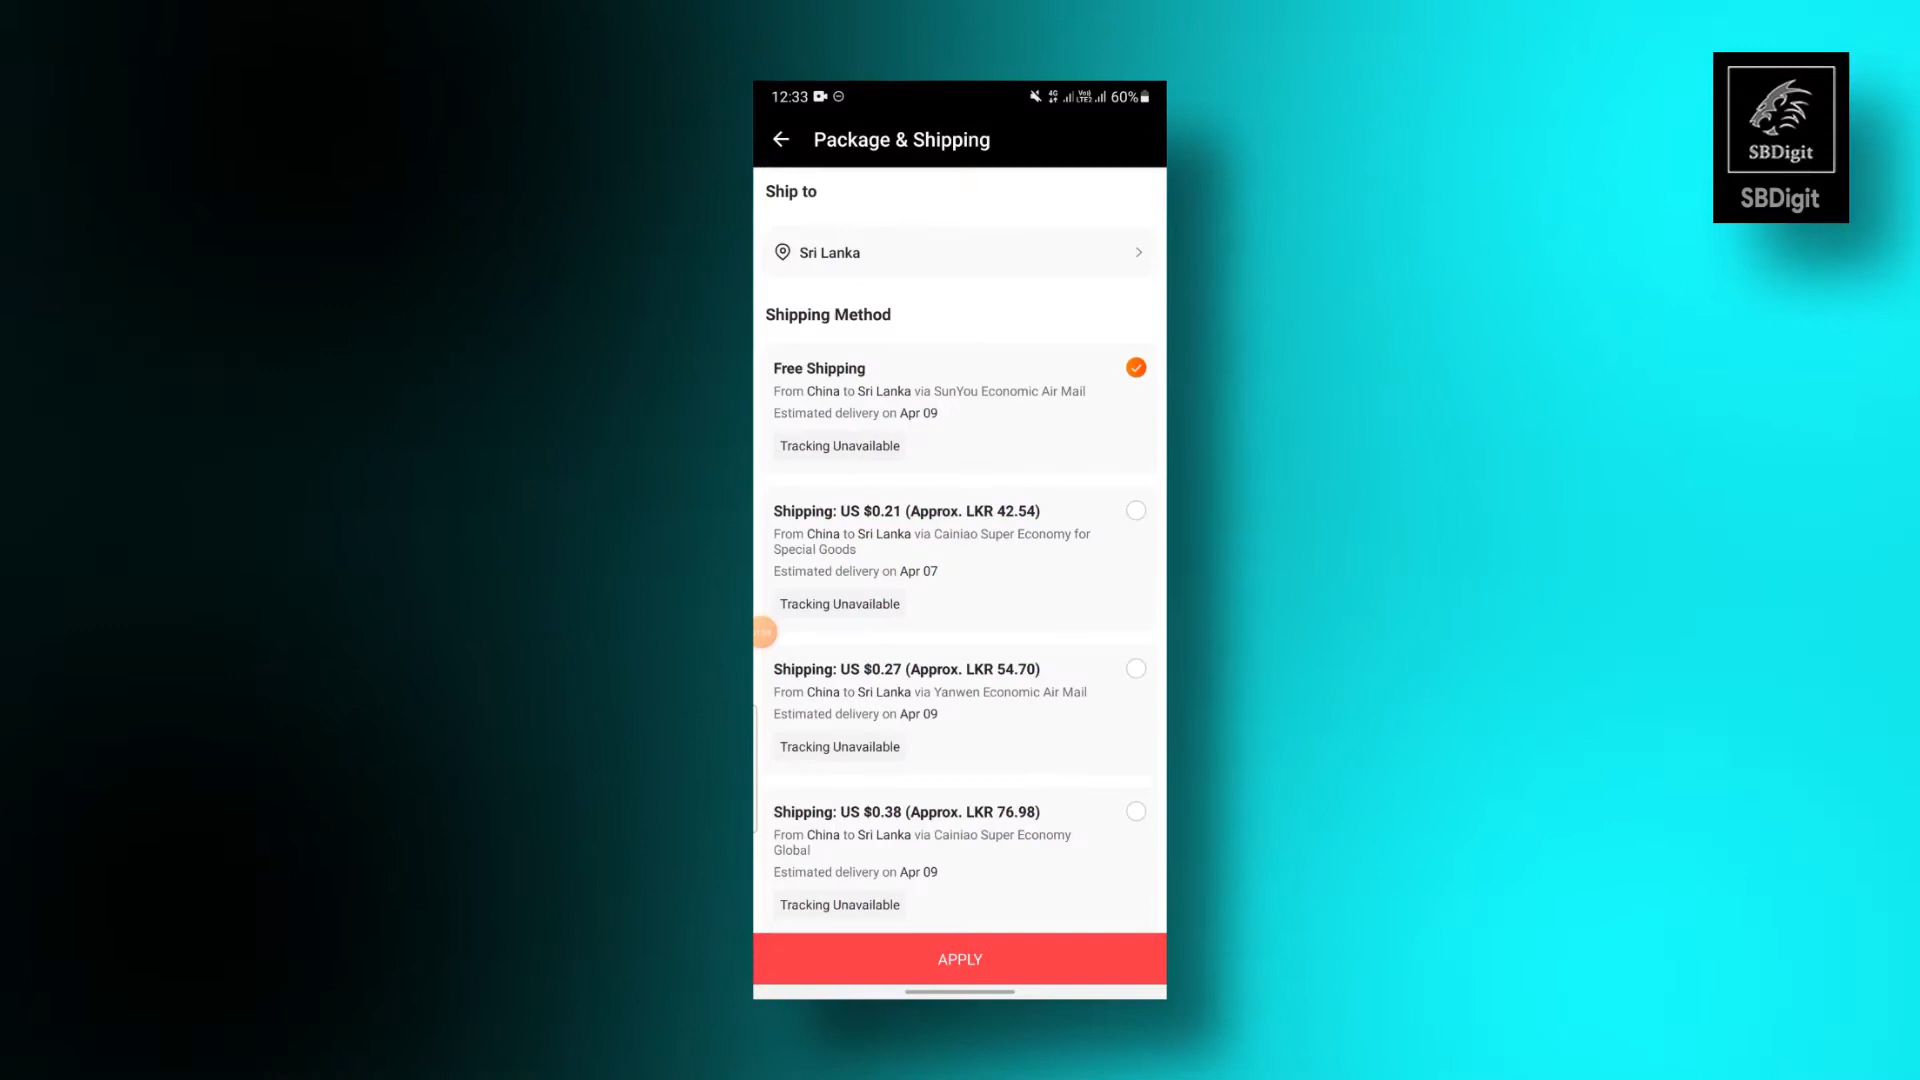 12:33
4G
Vo))
LTE2
60%
SBDigit
SBDigit
Package & Shipping
Ship to
Sri Lanka
Shipping Method
Free Shipping
From China to Sri Lanka via SunYou Economic Air Mail
Estimated delivery on Apr 09
Tracking Unavailable
Shipping: US $0.21 (Approx. LKR 42.54)
From China to Sri Lanka via Cainiao Super Economy for
Special Goods
Estimated delivery on Apr 07
Tracking Unavailable
Shipping: US $0.27 (Approx. LKR 54.70)
From China to Sri Lanka via Yanwen Economic Air Mail
Estimated delivery on Apr 09
Tracking Unavailable
Shipping: US $0.38 (Approx. LKR 76.98)
From China to Sri Lanka via Cainiao Super Economy
Global
Estimated delivery on Apr 09
Tracking Unavailable
APPLY